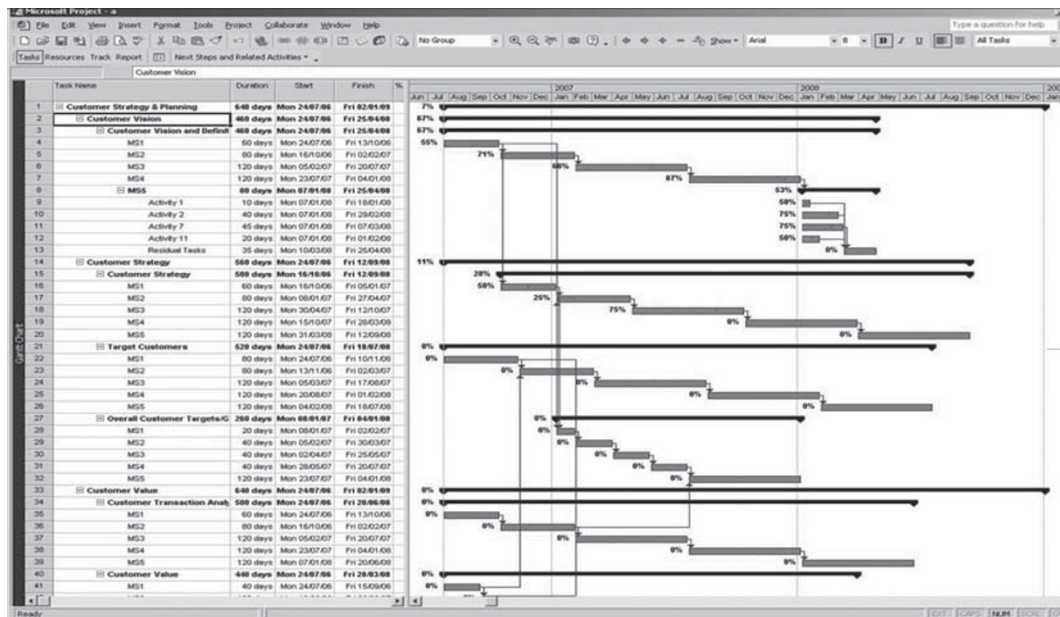 Microsoft Project - a
File Edit View Insert Format Tools Project Collaborate Window Help
Type a question for help
No Group
Show
Arial
8
B I U
All Tasks
Tasks Resources Track Report
Next Steps and Related Activities
Customer Vision
Task Name Duration Start Finish %
2007 2008
Jun Jul Aug Sep Oct Nov Dec Jan Feb Mar Apr May Jun Jul Aug Sep Oct Nov Dec Jan Feb Mar Apr May Jun Jul Aug Sep Oct Nov Dec Jan
1 Customer Strategy & Planning 640 days Mon 24/07/06 Fri 02/01/09 7%
2 Customer Vision 460 days Mon 24/07/06 Fri 25/04/08 67%
3 Customer Vision and Definit 460 days Mon 24/07/06 Fri 25/04/08 67%
4 MS1 60 days Mon 24/07/06 Fri 13/10/06 55%
5 MS2 80 days Mon 16/10/06 Fri 02/02/07 71%
6 MS3 120 days Mon 05/02/07 Fri 20/07/07
7 MS4 120 days Mon 23/07/07 Fri 04/01/08 87%
8 MS5 80 days Mon 07/01/08 Fri 25/04/08 53%
9 Activity 1 10 days Mon 07/01/08 Fri 18/01/08 50%
10 Activity 2 40 days Mon 07/01/08 Fri 29/02/08 75%
11 Activity 7 45 days Mon 07/01/08 Fri 07/03/08 75%
12 Activity 11 20 days Mon 07/01/08 Fri 01/02/08 50%
13 Residual Tasks 35 days Mon 10/03/08 Fri 25/04/08 0%
14 Customer Strategy 560 days Mon 24/07/06 Fri 12/09/08 11%
15 Customer Strategy 500 days Mon 16/10/06 Fri 12/09/08 28%
16 MS1 60 days Mon 16/10/06 Fri 05/01/07 50%
17 MS2 80 days Mon 08/01/07 Fri 27/04/07 25%
18 MS3 120 days Mon 30/04/07 Fri 12/10/07 75%
19 MS4 120 days Mon 15/10/07 Fri 28/03/08 0%
20 MS5 120 days Mon 31/03/08 Fri 12/09/08 0%
21 Target Customers 520 days Mon 24/07/06 Fri 18/07/08 0%
22 MS1 80 days Mon 24/07/06 Fri 10/11/06 0%
23 MS2 80 days Mon 13/11/06 Fri 02/03/07 0%
24 MS3 120 days Mon 05/03/07 Fri 17/08/07 0%
25 MS4 120 days Mon 20/08/07 Fri 01/02/08 0%
26 MS5 120 days Mon 04/02/08 Fri 18/07/08 0%
27 Overall Customer Targets/G 260 days Mon 08/01/07 Fri 04/01/08 0%
28 MS1 20 days Mon 08/01/07 Fri 02/02/07 0%
29 MS2 40 days Mon 05/02/07 Fri 30/03/07 0%
30 MS3 40 days Mon 02/04/07 Fri 25/05/07 0%
31 MS4 40 days Mon 28/05/07 Fri 20/07/07 0%
32 MS5 120 days Mon 23/07/07 Fri 04/01/08 0%
33 Customer Value 640 days Mon 24/07/06 Fri 02/01/09 0%
34 Customer Transaction Analy 500 days Mon 24/07/06 Fri 20/06/08 0%
35 MS1 60 days Mon 24/07/06 Fri 13/10/06 0%
36 MS2 80 days Mon 16/10/06 Fri 02/02/07 0%
37 MS3 120 days Mon 05/02/07 Fri 20/07/07 0%
38 MS4 120 days Mon 23/07/07 Fri 04/01/08 0%
39 MS5 120 days Mon 07/01/08 Fri 20/06/08 0%
40 Customer Value 440 days Mon 24/07/06 Fri 28/03/08 0%
41 MS1 40 days Mon 24/07/06 Fri 15/09/06 0%
Gantt Chart
Ready
EXT CAPS NUM SCRL